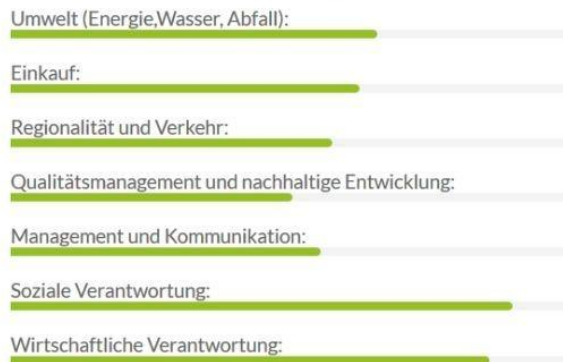 Umwelt (Energie,Wasser, Abfall):
Einkauf:
Regionalität und Verkehr:
Qualitätsmanagement und nachhaltige Entwicklung:
Management und Kommunikation:
Soziale Verantwortung:
Wirtschaftliche Verantwortung: